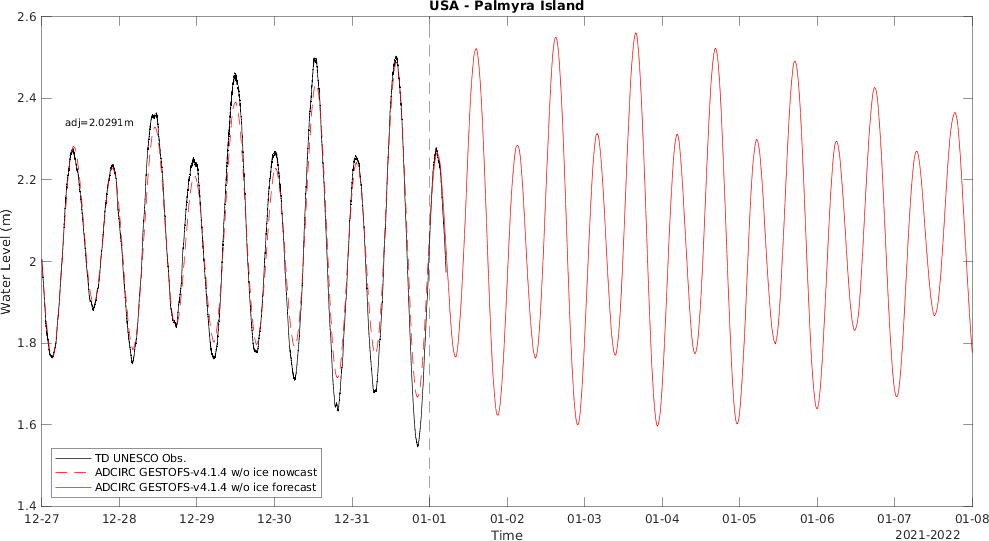 USA - Palmyra Island
2.6
2.4
adj=2.0291m
2.2
2
1.8
1.6
1.4
Water Level (m)
TD UNESCO Obs.
ADCIRC GESTOFS-v4.1.4 w/o ice nowcast
ADCIRC GESTOFS-v4.1.4 w/o ice forecast
12-27 12-28 12-29 12-30 12-31 01-01 01-02 01-03 01-04 01-05 01-06 01-07 01-08
Time
2021-2022